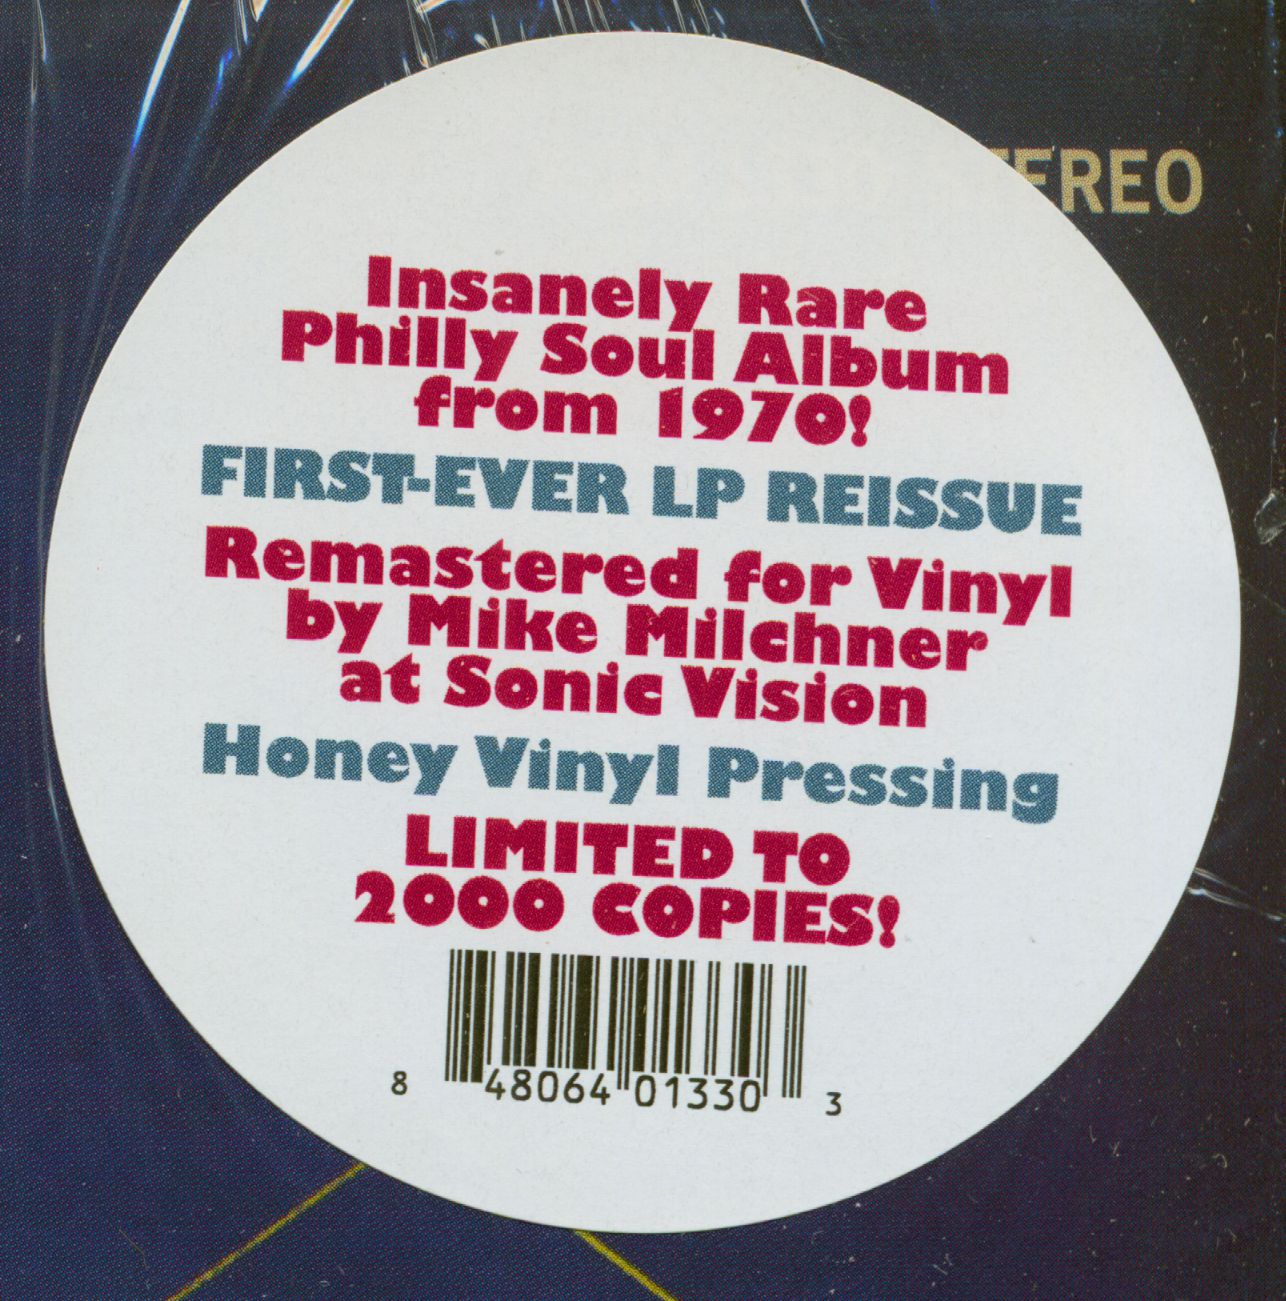 TEREO
Insanely Rare
Philly Soul Album
from 1970!
FIRST-EVER LP REISSUE
Remastered for Vinyl
by Mike Milchner
at Sonic Vision
Honey Vinyl Pressing
LIMITED TO
2000 COPIES!
8 48064 01330 3